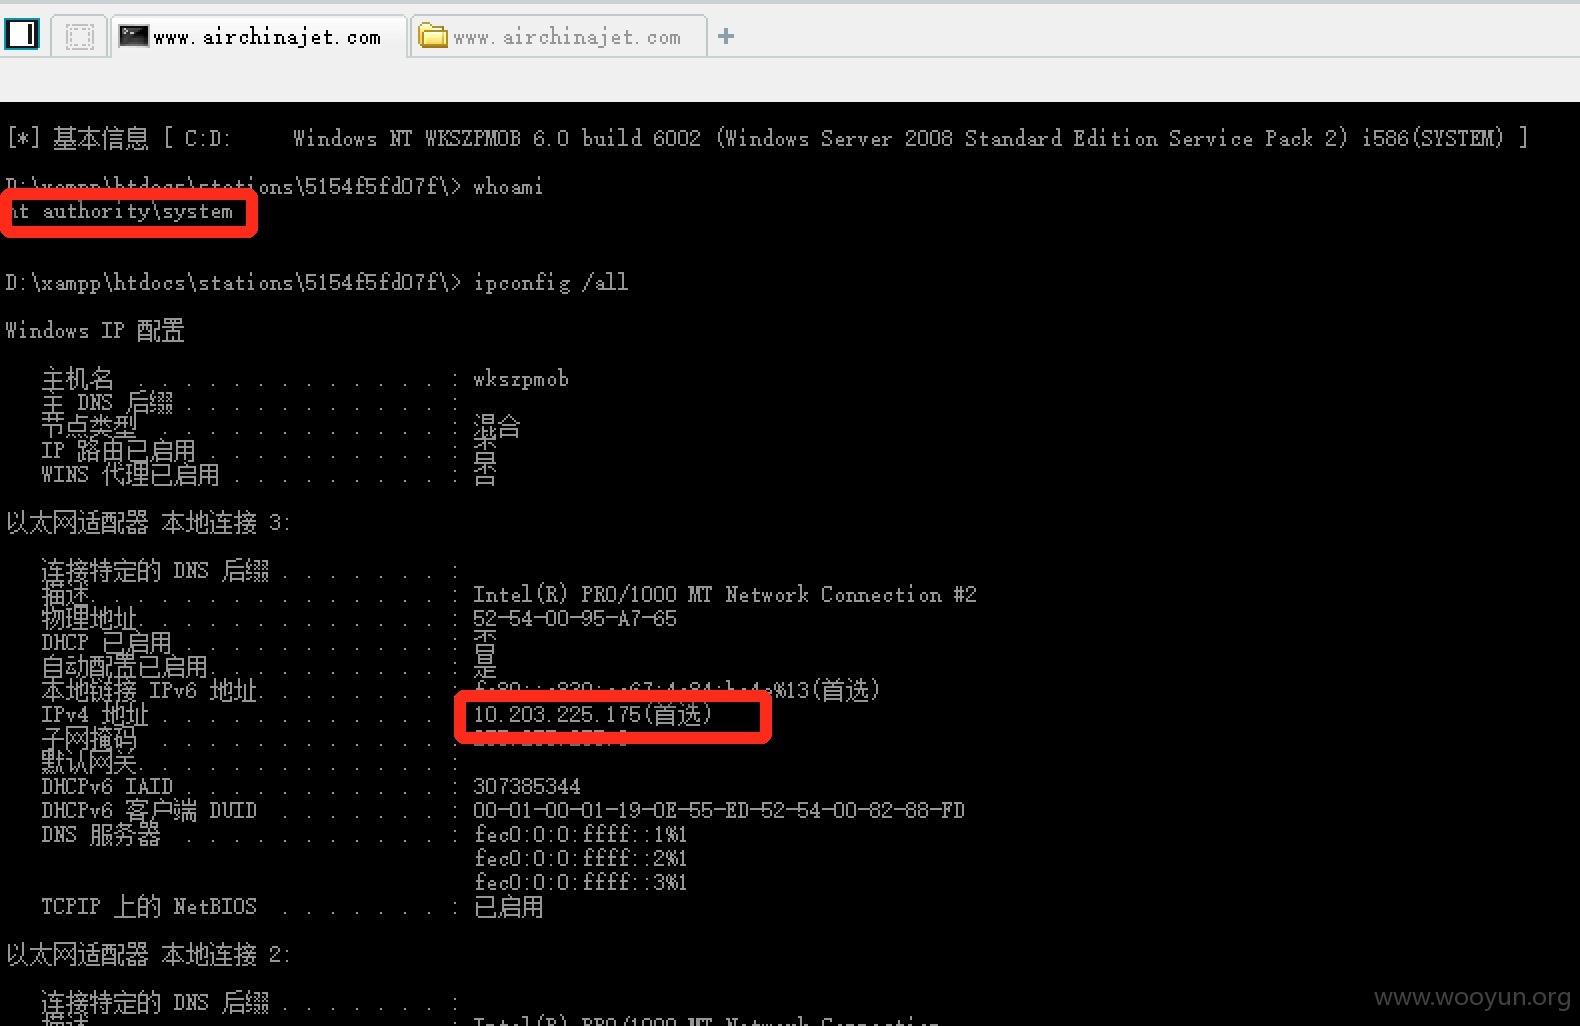 www.airchinajet.com
www.airchinajet.com
[*] 基本信息 [ C:D: Windows NT WKSZPMOB 6.0 build 6002 (Windows Server 2008 Standard Edition Service Pack 2) i586(SYSTEM) ]
D:\xampp\htdocs\stations\5154f5fd07f\> whoami
nt authority\system
D:\xampp\htdocs\stations\5154f5fd07f\> ipconfig /all
Windows IP 配置
主机名 . . . . . . . . . . . . . : wkszpmob
主 DNS 后缀 . . . . . . . . . . . :
节点类型 . . . . . . . . . . . . : 混合
IP 路由已启用 . . . . . . . . . . :
WINS 代理已启用 . . . . . . . . . : 否
以太网适配器 本地连接 3:
连接特定的 DNS 后缀 . . . . . . . :
描述. . . . . . . . . . . . . . . : Intel(R) PRO/1000 MT Network Connection #2
物理地址. . . . . . . . . . . . . : 52-54-00-95-A7-65
DHCP 已启用 . . . . . . . . . . . : 否
自动配置已启用. . . . . . . . . . : 是
本地链接 IPv6 地址. . . . . . . . : %13(首选)
IPv4 地址 . . . . . . . . . . . . : 10.203.225.175(首选)
子网掩码 . . . . . . . . . . . . :
默认网关. . . . . . . . . . . . . :
DHCPv6 IAID . . . . . . . . . . . : 307385344
DHCPv6 客户端 DUID . . . . . . . : 00-01-00-01-19-0E-55-ED-52-54-00-82-88-FD
DNS 服务器 . . . . . . . . . . . : fec0:0:0:ffff::1%1
fec0:0:0:ffff::2%1
fec0:0:0:ffff::3%1
TCPIP 上的 NetBIOS . . . . . . . : 已启用
以太网适配器 本地连接 2:
连接特定的 DNS 后缀 . . . . . . . :
描述. . . . . . . . . . . . . . . : Intel(R) PRO/1000 MT Network Connection
www.wooyun.org